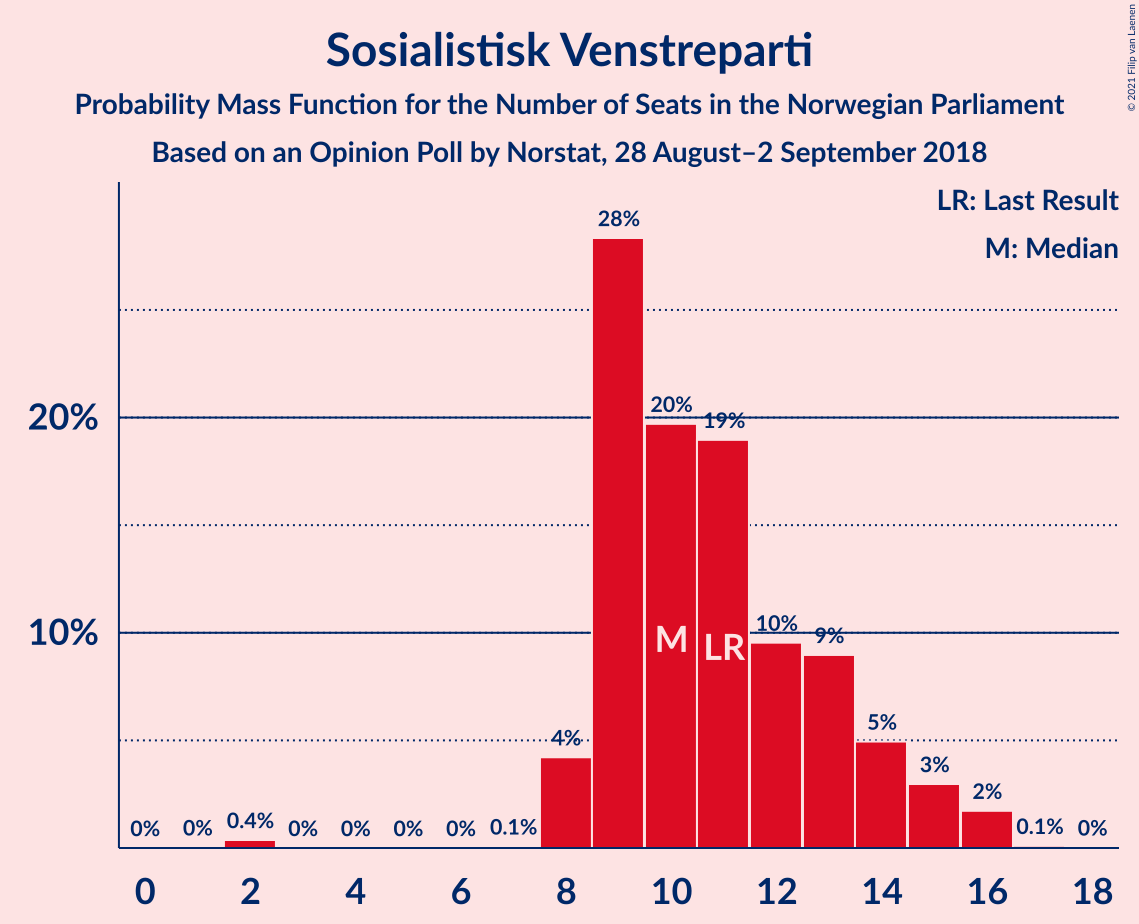 Sosialistisk Venstreparti
Probability Mass Function for the Number of Seats in the Norwegian Parliament
Based on an Opinion Poll by Norstat, 28 August–2 September 2018
© 2021 Filip van Laenen
LR: Last Result
M: Median
28%
20%
20%
19%
10%
M
LR
10%
9%
4%
5%
3%
2%
0%
0%
0.4%
0%
0%
0%
0%
0.1%
0.1%
0%
0 2 4 6 8 10 12 14 16 18